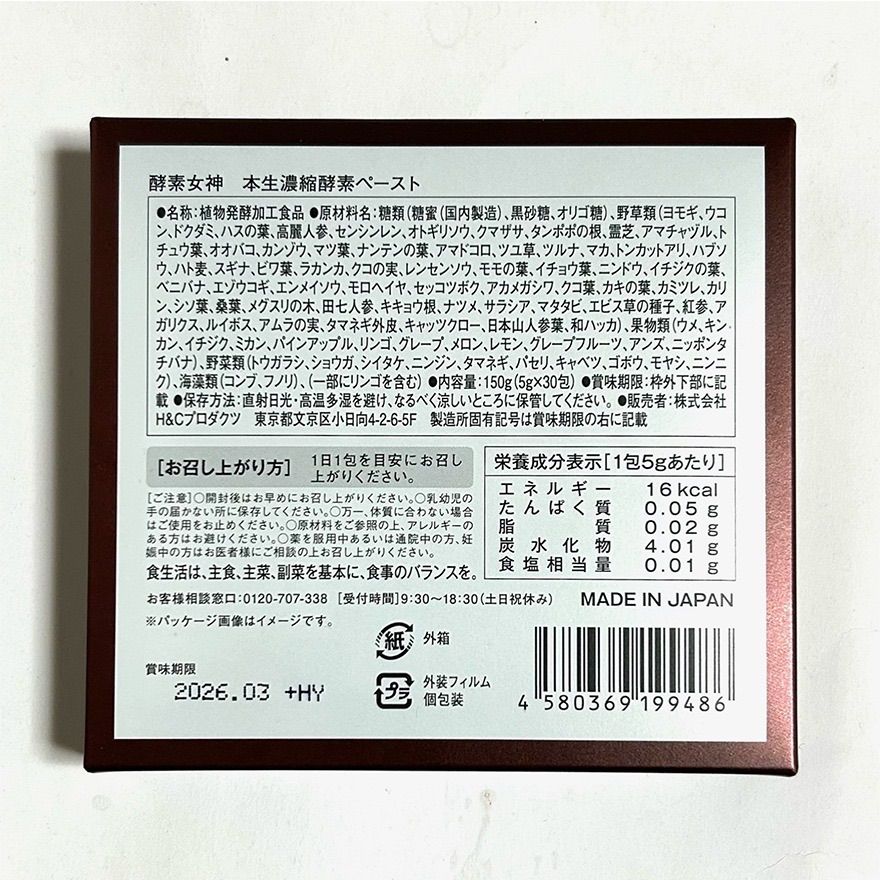 酵素女神　本生濃縮酵素ペースト
●名称:植物発酵加工食品 ●原材料名:糖類(糖蜜(国内製造)、黒砂糖、オリゴ糖)、野草類(ヨモギ、ウコ
ン、ドクダミ、ハスの葉、高麗人参、センシンレン、オトギリソウ、クマザサ、タンポポの根、霊芝、アマチャヅル、ト
チュウ葉、オオバコ、カンゾウ、マツ葉、ナンテンの葉、アマドコロ、ツユ草、ツルナ、マカ、トンカットアリ、ハブソ
ウ、ハト麦、スギナ、ビワ葉、ラカンカ、クコの実、レンセンソウ、モモの葉、イチョウ葉、ニンドウ、イチジクの葉、
ベニバナ、エゾウコギ、エンメイソウ、モロヘイヤ、セッコツボク、アカメガシワ、クコ葉、カキの葉、カミツレ、カリ
ン、シソ葉、桑葉、メグスリの木、田七人参、キキョウ根、ナツメ、サラシア、マタタビ、エビス草の種子、紅参、ア
ガリクス、ルイボス、アムラの実、タマネギ外皮、キャッツクロー、日本山人参葉、和ハッカ)、果物類(ウメ、キン
カン、イチジク、ミカン、パインアップル、リンゴ、グレープ、メロン、レモン、グレープフルーツ、アンズ、ニッポンタ
チバナ)、野菜類(トウガラシ、ショウガ、シイタケ、ニンジン、タマネギ、パセリ、キャベツ、ゴボウ、モヤシ、ニンニ
ク)、海藻類(コンブ、フノリ)、(一部にリンゴを含む) ●内容量:150g(5g×30包) ●賞味期限:枠外下部に記
載 ●保存方法:直射日光・高温多湿を避け、なるべく涼しいところに保管してください。 ●販売者:株式会社
H&Cプロダクツ　東京都文京区小日向4-2-6-5F　製造所固有記号は賞味期限の右に記載
[お召し上がり方]　1日1包を目安にお召し
上がりください。
[ご注意]○開封後はお早めにお召し上がりください。○乳幼児の
手の届かない所に保存してください。○万一、体質に合わない場合
はご使用をお止めください。○原材料をご参照の上、アレルギーの
ある方はお避けください。○薬を服用中あるいは通院中の方、妊
娠中の方はお医者様にご相談の上お召し上がりください。
食生活は、主食、主菜、副菜を基本に、食事のバランスを。
栄養成分表示[1包5gあたり]
エネルギー　16kcal
たんぱく質　0.05 g
脂質　0.02 g
炭水化物　4.01 g
食塩相当量　0.01 g
お客様相談窓口:0120-707-338 [受付時間]9:30〜18:30(土日祝休み)　MADE IN JAPAN
※パッケージ画像はイメージです。
紙　外箱
賞味期限
2026.03 +HY
プラ　外装フィルム
個包装
4 580369 199486